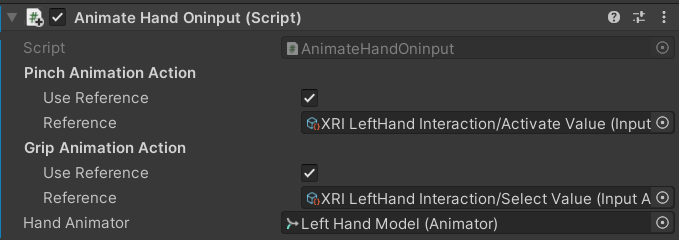 Animate Hand Oninput (Script)
Script AnimateHandOninput
Pinch Animation Action
Use Reference
Reference XRI LeftHand Interaction/Activate Value (Input
Grip Animation Action
Use Reference
Reference XRI LeftHand Interaction/Select Value (Input A
Hand Animator Left Hand Model (Animator)